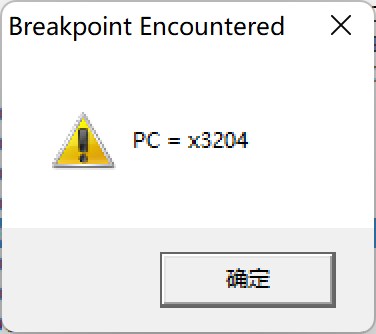 Breakpoint Encountered
PC = x3204
确定